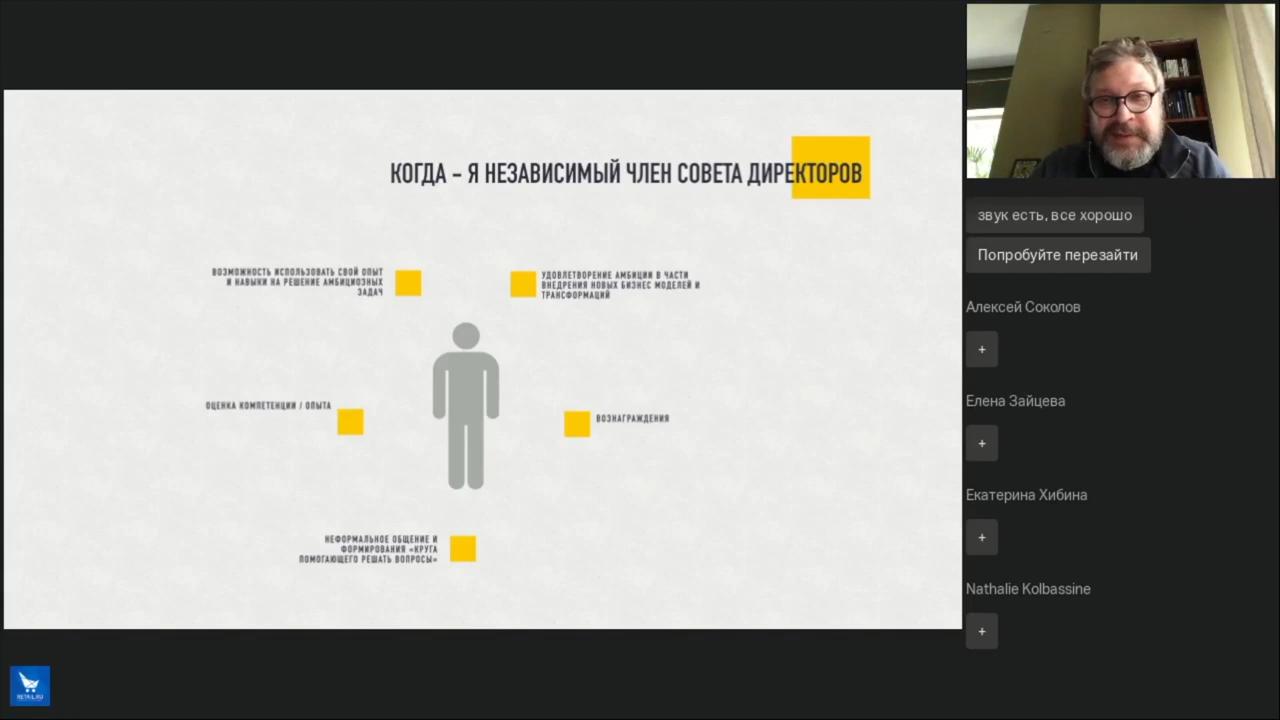 КОГДА – Я НЕЗАВИСИМЫЙ ЧЛЕН СОВЕТА ДИРЕКТОРОВ
ВОЗМОЖНОСТЬ ИСПОЛЬЗОВАТЬ СВОЙ ОПЫТ
И НАВЫКИ НА РЕШЕНИЕ АМБИЦИОЗНЫХ
ЗАДАЧ
УДОВЛЕТВОРЕНИЕ АМБИЦИИ В ЧАСТИ
ВНЕДРЕНИЯ НОВЫХ БИЗНЕС МОДЕЛЕЙ И
ТРАНСФОРМАЦИЙ
ОЦЕНКА КОМПЕТЕНЦИИ / ОПЫТА
ВОЗНАГРАЖДЕНИЯ
НЕФОРМАЛЬНОЕ ОБЩЕНИЕ И
ФОРМИРОВАНИЯ «КРУГА
ПОМОГАЮЩЕГО РЕШАТЬ ВОПРОСЫ»
звук есть, все хорошо
Попробуйте перезайти
Алексей Соколов
+
Елена Зайцева
+
Екатерина Хибина
+
Nathalie Kolbassine
+
RETAIL.RU